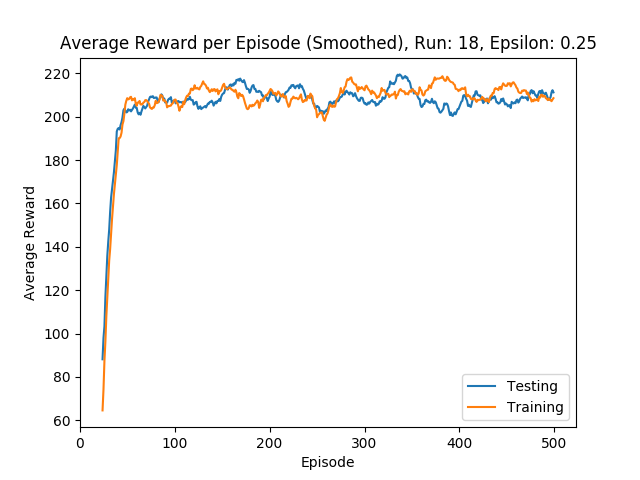 Average Reward per Episode (Smoothed), Run: 18, Epsilon: 0.25
220
200
180
160
140
120
100
80
60
Average Reward
0 100 200 300 400 500
Episode
Testing
Training